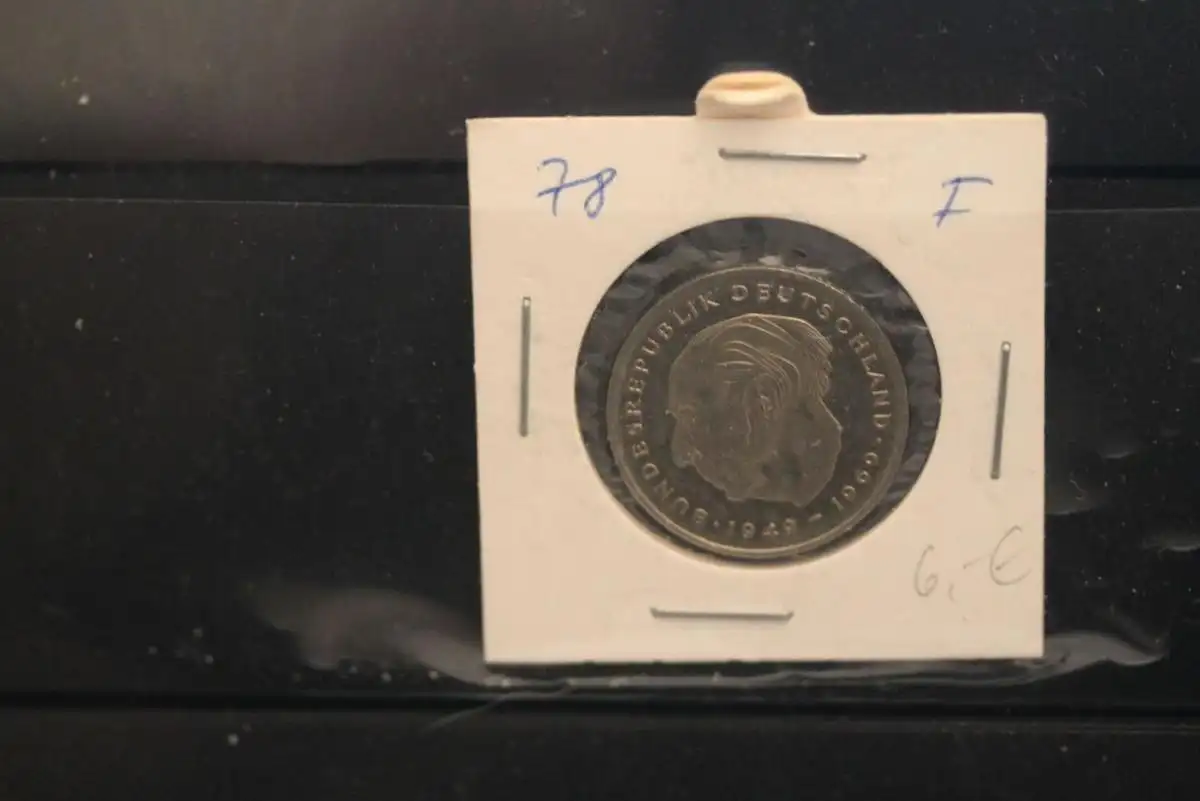 78
F
BUNDESREPUBLIK DEUTSCHLAND · 1949 – 1969 ·
6,-€